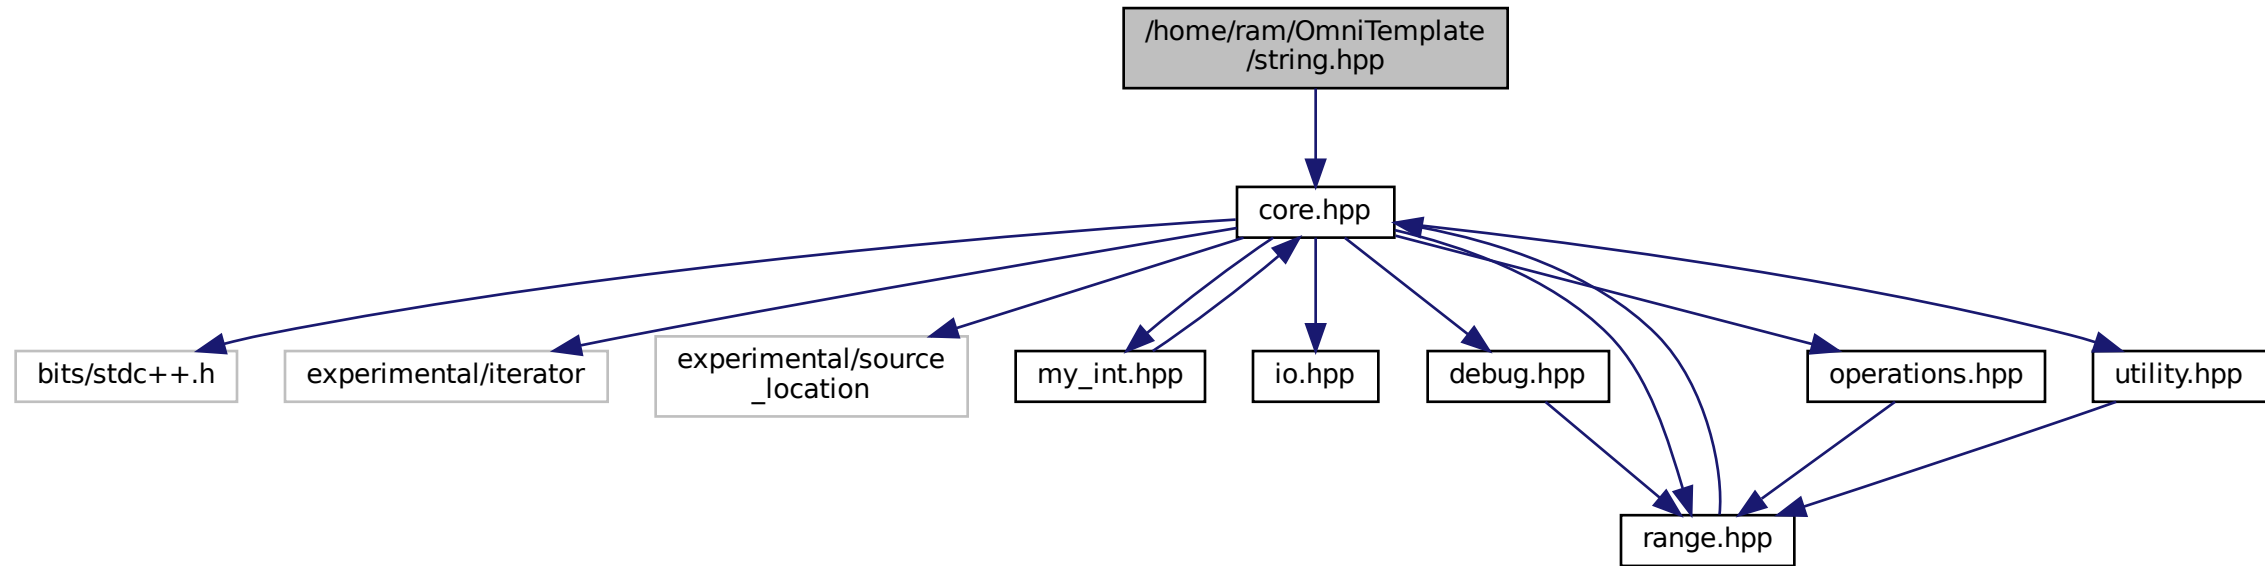 /home/ram/OmniTemplate
/string.hpp
core.hpp
bits/stdc++.h
experimental/iterator
experimental/source
_location
my_int.hpp
io.hpp
debug.hpp
operations.hpp
utility.hpp
range.hpp